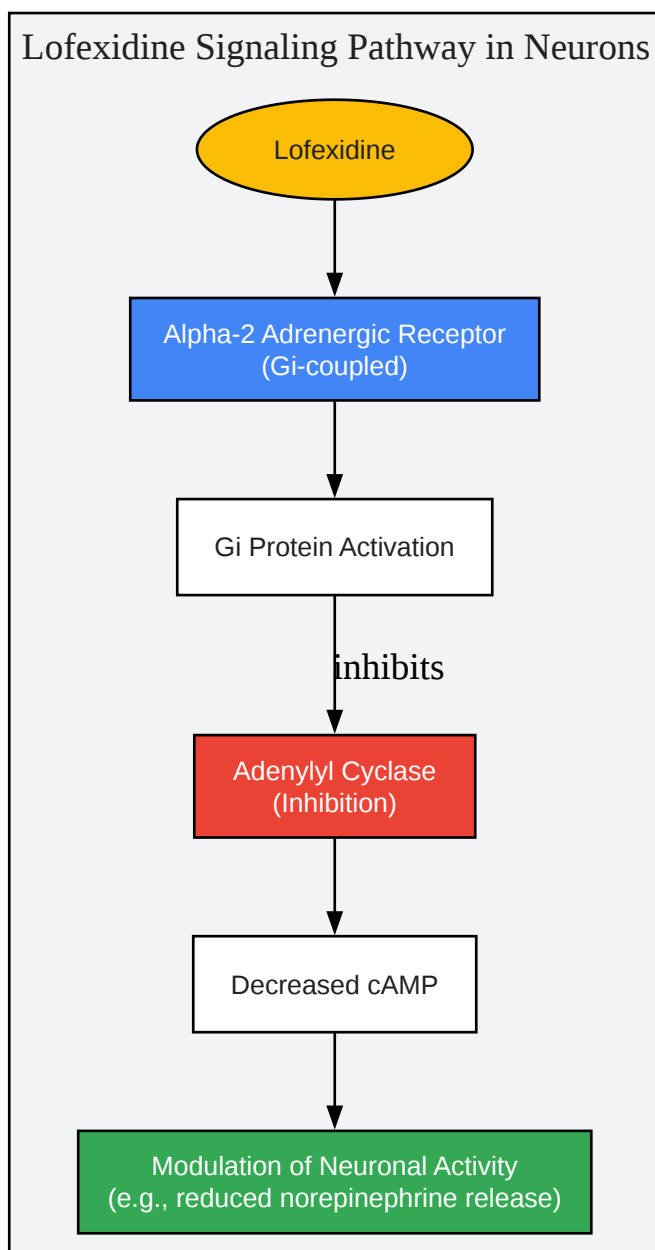 Lofexidine Signaling Pathway in Neurons
Lofexidine
Alpha-2 Adrenergic Receptor
(Gi-coupled)
Gi Protein Activation
inhibits
Adenylyl Cyclase
(Inhibition)
Decreased cAMP
Modulation of Neuronal Activity
(e.g., reduced norepinephrine release)